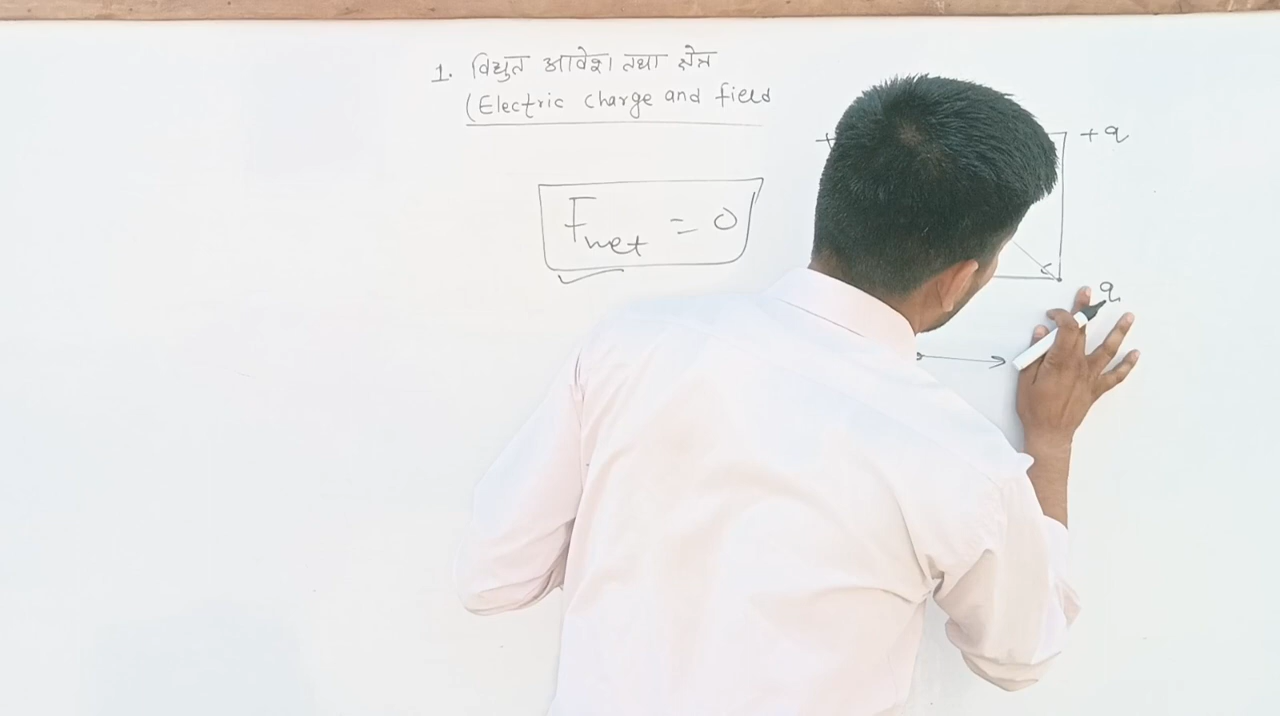 1. विद्युत आवेश तथा क्षेत्र
(Electric charge and field
+q
Fnet = 0
q